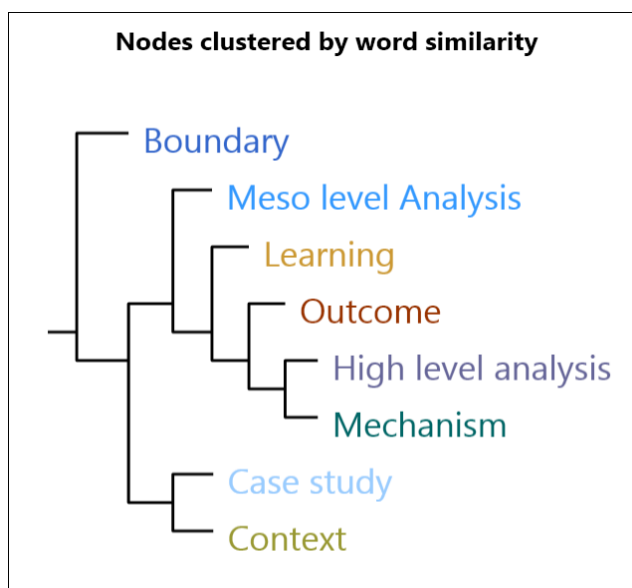 Nodes clustered by word similarity
Boundary
Meso level Analysis
Learning
Outcome
High level analysis
Mechanism
Case study
Context